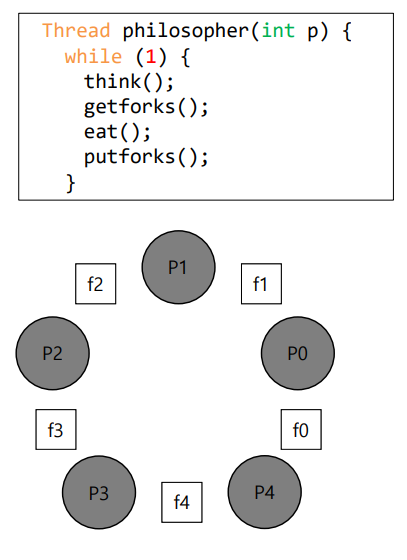 Thread philosopher(int p) {
while (1) {
think();
getforks();
eat();
putforks();
}
P1
f2
f1
P2
P0
f3
f0
P3
f4
P4